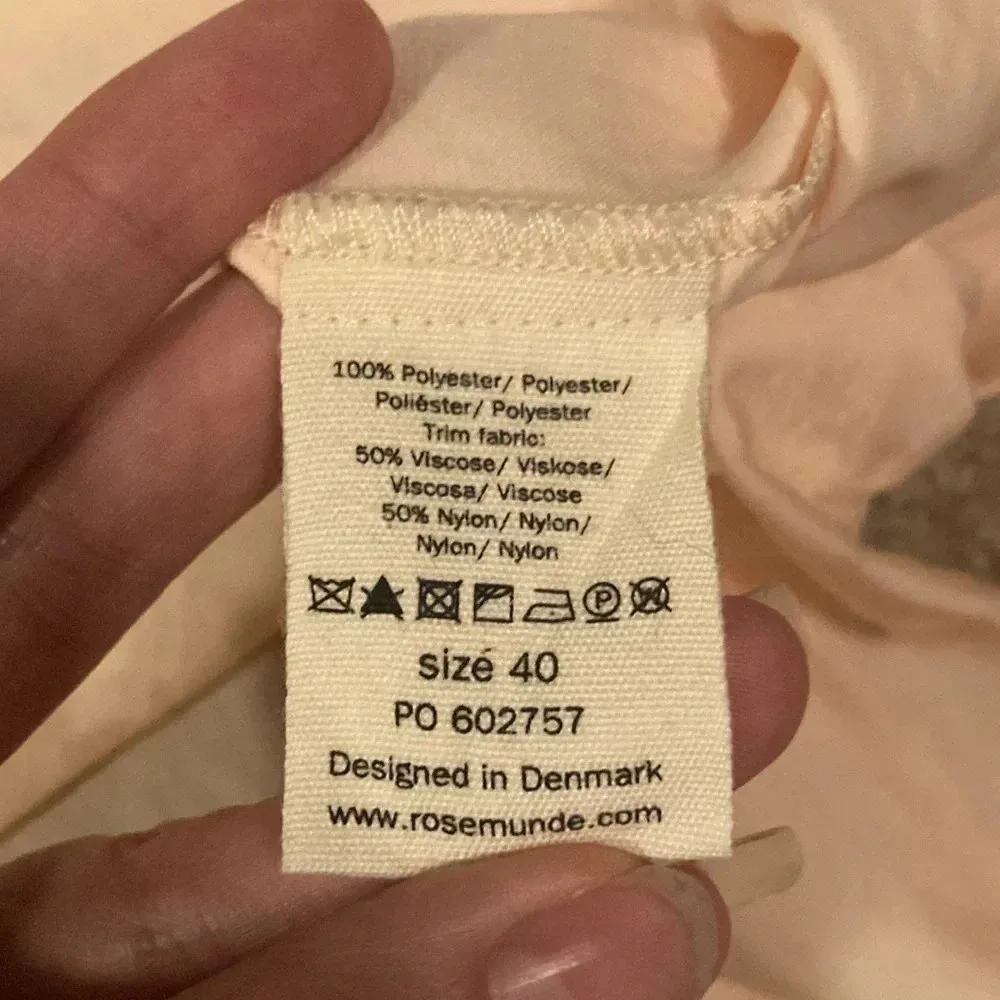 100% Polyester/ Polyester/
Poliéster/ Polyester
Trim fabric:
50% Viscose/ Viskose/
Viscosa/ Viscose
50% Nylon/ Nylon/
Nylon/ Nylon
P W
size 40
PO 602757
Designed in Denmark
www.rosemunde.com